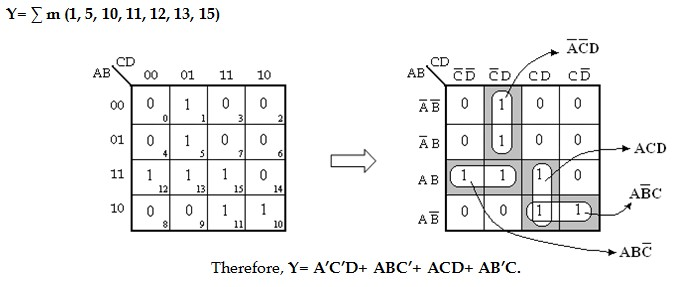 Y= ∑ m (1, 5, 10, 11, 12, 13, 15)
A̅C̅D
CD
AB 00 01 11 10
00 0 0 1 1 0 3 0 2
01 0 4 1 5 0 7 0 6
11 1 12 1 13 1 15 0 14
10 0 8 0 9 1 11 1 10
CD
AB C̅D̅ C̅D CD CD̅
A̅B̅ 0 1 0 0
A̅B 0 1 0 0
AB 1 1 1 0
AB̅ 0 0 1 1
ACD
AB̅C
ABC̅
Therefore, Y= A′C′D+ ABC′+ ACD+ AB′C.